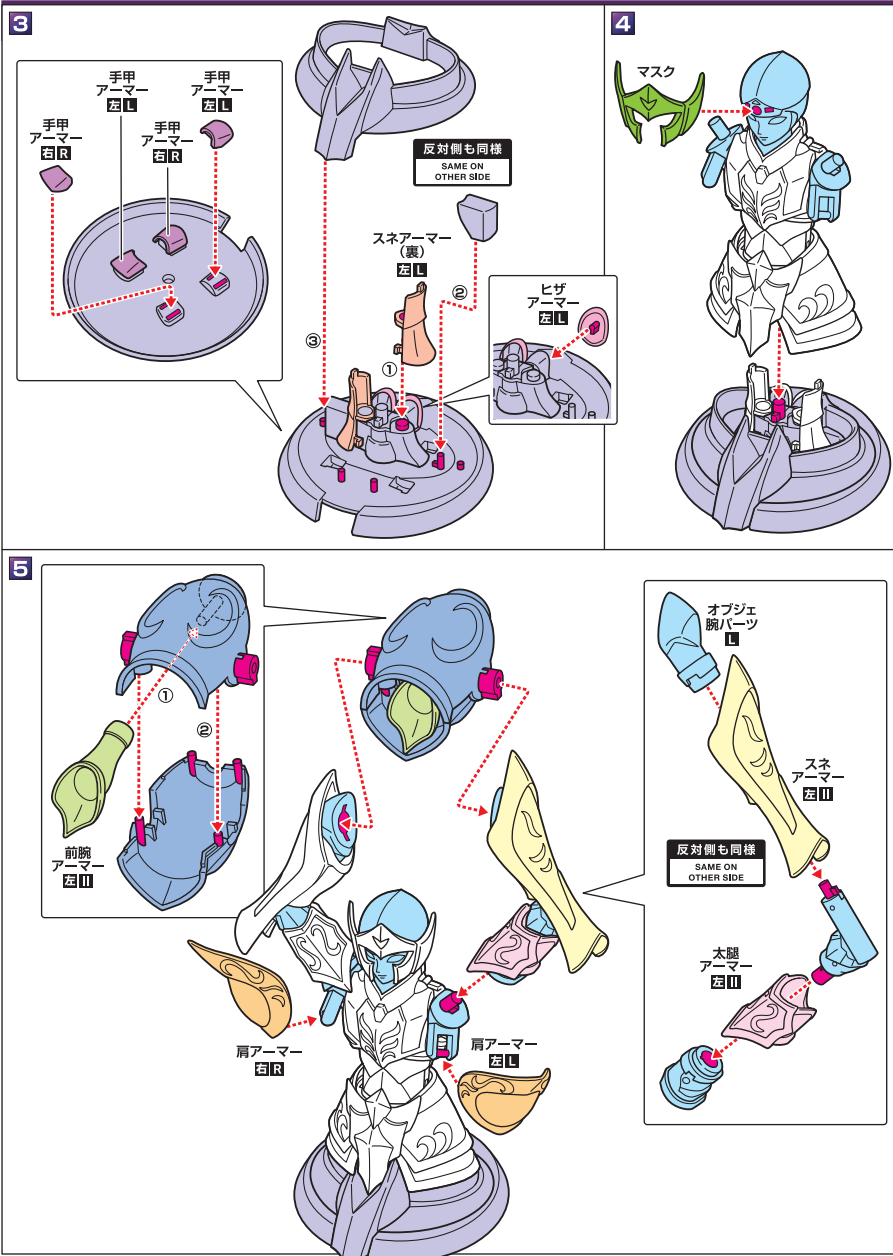 3
手甲
アーマー
左 L
手甲
アーマー
左 L
手甲
アーマー
右 R
手甲
アーマー
右 R
反対側も同様
SAME ON
OTHER SIDE
スネアーマー
(裏)
左 L
②
ヒザ
アーマー
左 L
③
①
4
マスク
5
①
②
前腕
アーマー
左 II
オブジェ
腕パーツ
L
スネ
アーマー
左 II
反対側も同様
SAME ON
OTHER SIDE
太腿
アーマー
左 II
肩アーマー
右 R
肩アーマー
左 L